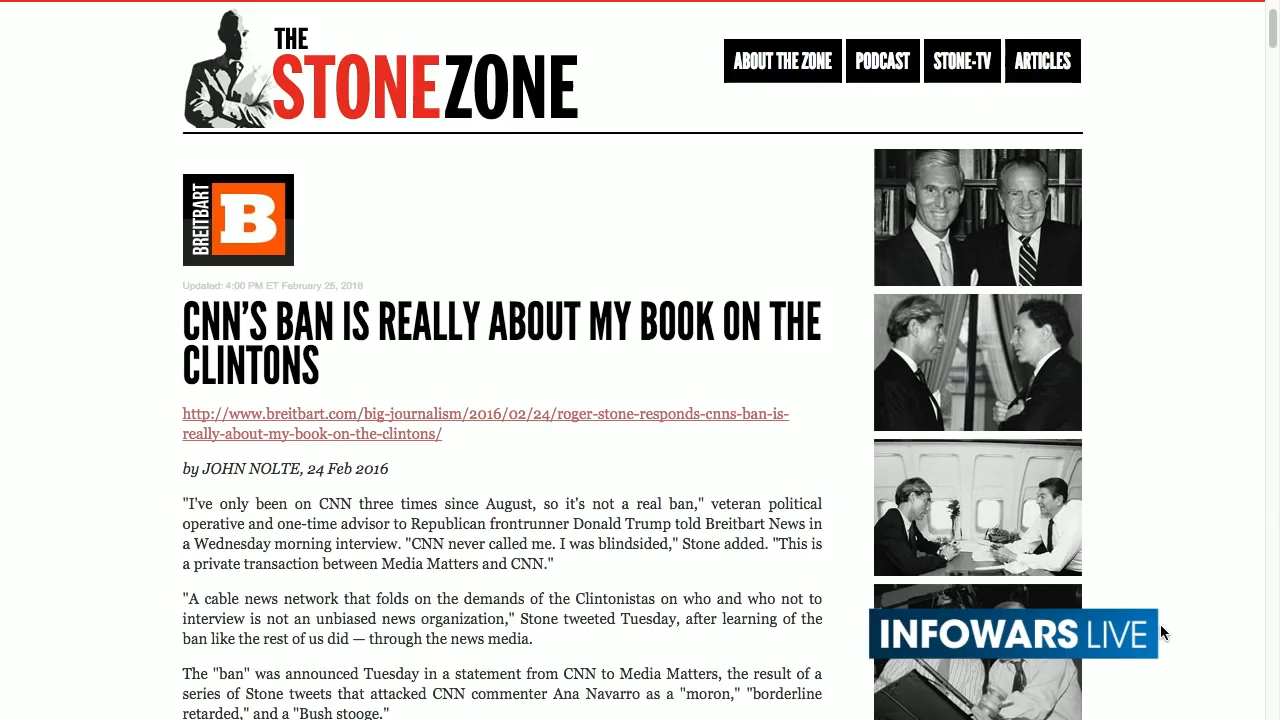 THE
STONEZONE
ABOUT THE ZONE
PODCAST
STONE-TV
ARTICLES
BREITBART
B
Updated: 4:00 PM ET February 25, 2016
CNN'S BAN IS REALLY ABOUT MY BOOK ON THE
CLINTONS
http://www.breitbart.com/big-journalism/2016/02/24/roger-stone-responds-cnns-ban-is-
really-about-my-book-on-the-clintons/
by JOHN NOLTE, 24 Feb 2016
"I've only been on CNN three times since August, so it's not a real ban," veteran political
operative and one-time advisor to Republican frontrunner Donald Trump told Breitbart News in
a Wednesday morning interview. "CNN never called me. I was blindsided," Stone added. "This is
a private transaction between Media Matters and CNN."
"A cable news network that folds on the demands of the Clintonistas on who and who not to
interview is not an unbiased news organization," Stone tweeted Tuesday, after learning of the
ban like the rest of us did — through the news media.
The "ban" was announced Tuesday in a statement from CNN to Media Matters, the result of a
series of Stone tweets that attacked CNN commenter Ana Navarro as a "moron," "borderline
retarded," and a "Bush stooge."
INFOWARS LIVE